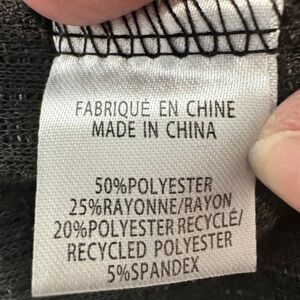 FABRIQUÉ EN CHINE
MADE IN CHINA
50%POLYESTER
25%RAYONNE/RAYON
20%POLYESTER RECYCLÉ/
RECYCLED POLYESTER
5%SPANDEX